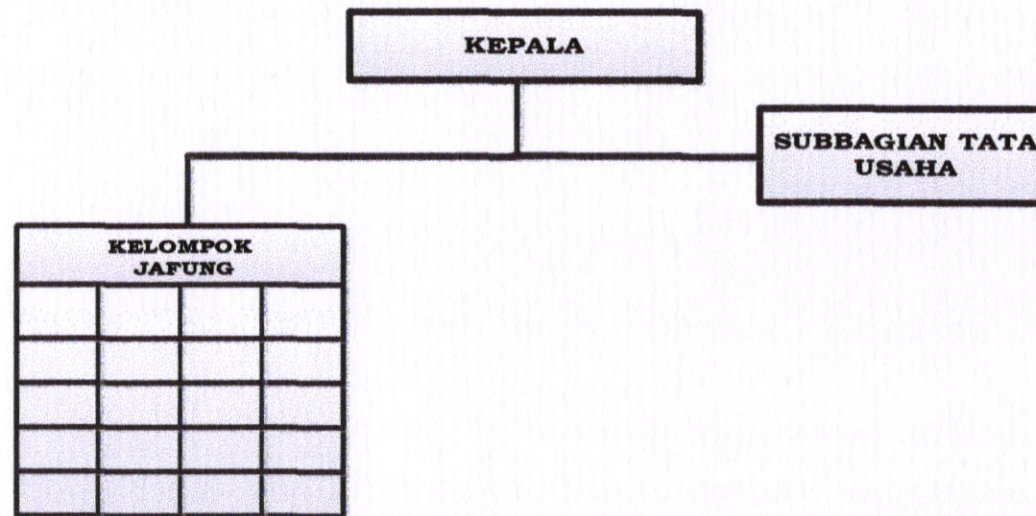 KEPALA
SUBBAGIAN TATA
USAHA
KELOMPOK
JAFUNG